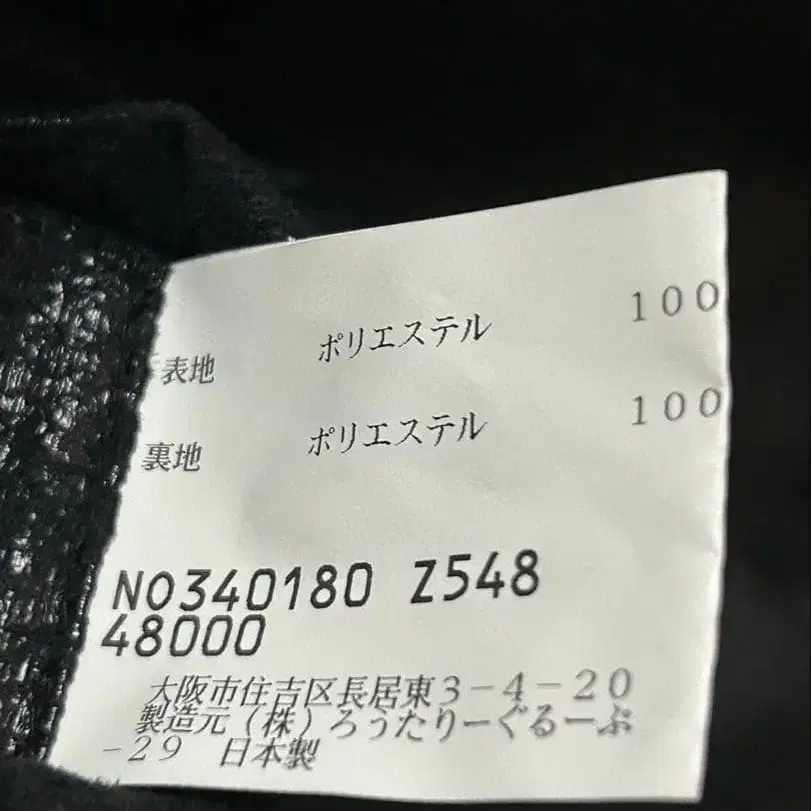 表地 ポリエステル 100
裏地 ポリエステル 100
NO340180 Z548
48000
大阪市住吉区長居東3-4-20
製造元(株)ろうたりーぐるーぷ
-29 日本製